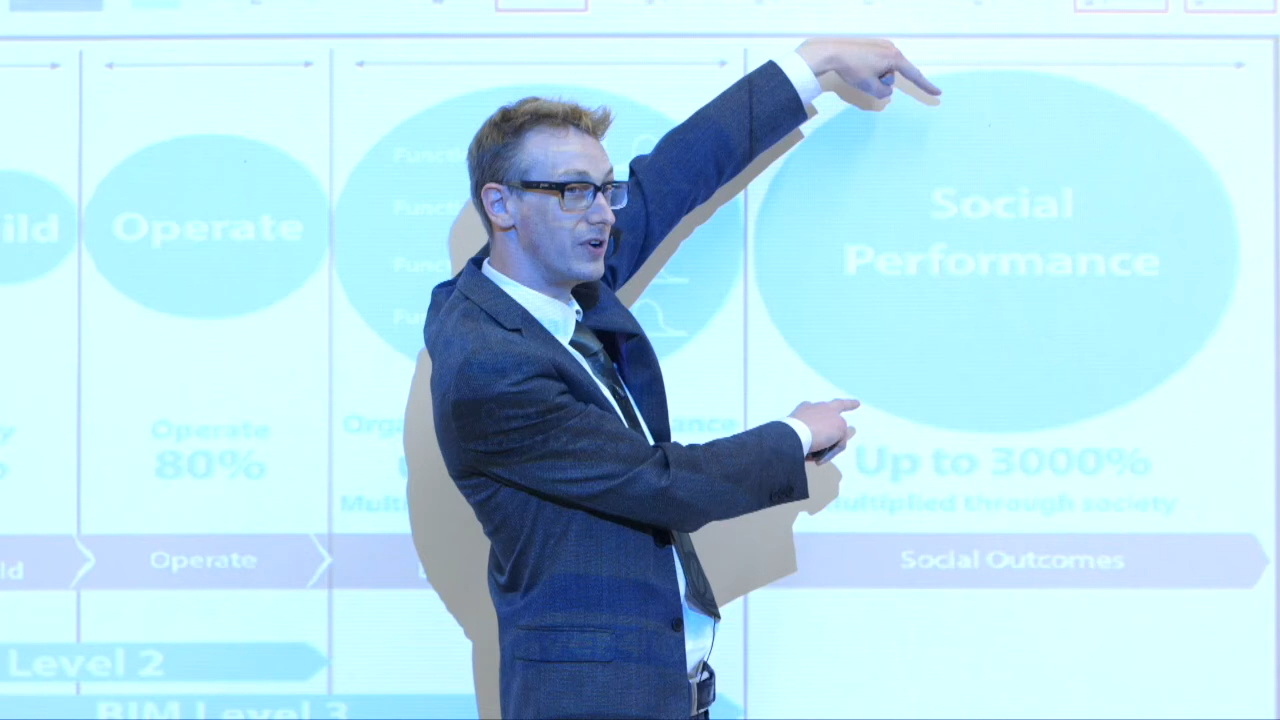 ild
Operate
Social
Performance
Operate
80%
Up to 3000%
multiplied through society
ld
Operate
Social Outcomes
Level 2
BIM Level 3